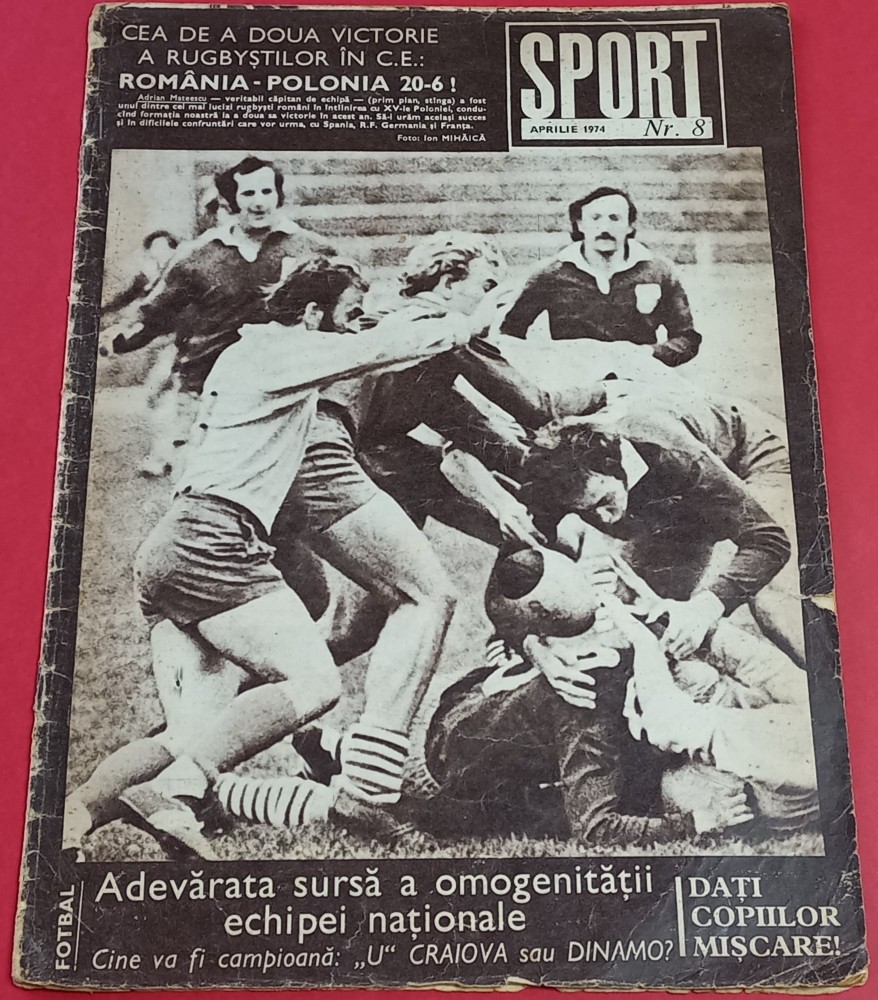 CEA DE A DOUA VICTORIE
A RUGBYȘTILOR ÎN C.E.:
ROMÂNIA - POLONIA 20-6 !
Adrian Mateescu — veritabil căpitan de echipă — (prim plan, stînga) a fost
unul dintre cei mai lucizi rugbyști români în întîlnirea cu XV-le Poloniei, condu-
cînd formația noastră la a doua sa victorie în acest an. Să-i urăm același succes
și în dificilele confruntări care vor urma, cu Spania, R.F. Germania și Franța.
Foto: Ion MIHĂICĂ
SPORT
APRILIE 1974 Nr. 8
FOTBAL
Adevărata sursă a omogenității
echipei naționale
Cine va fi campioană: „U“ CRAIOVA sau DINAMO?
DAȚI
COPIILOR
MIȘCARE!